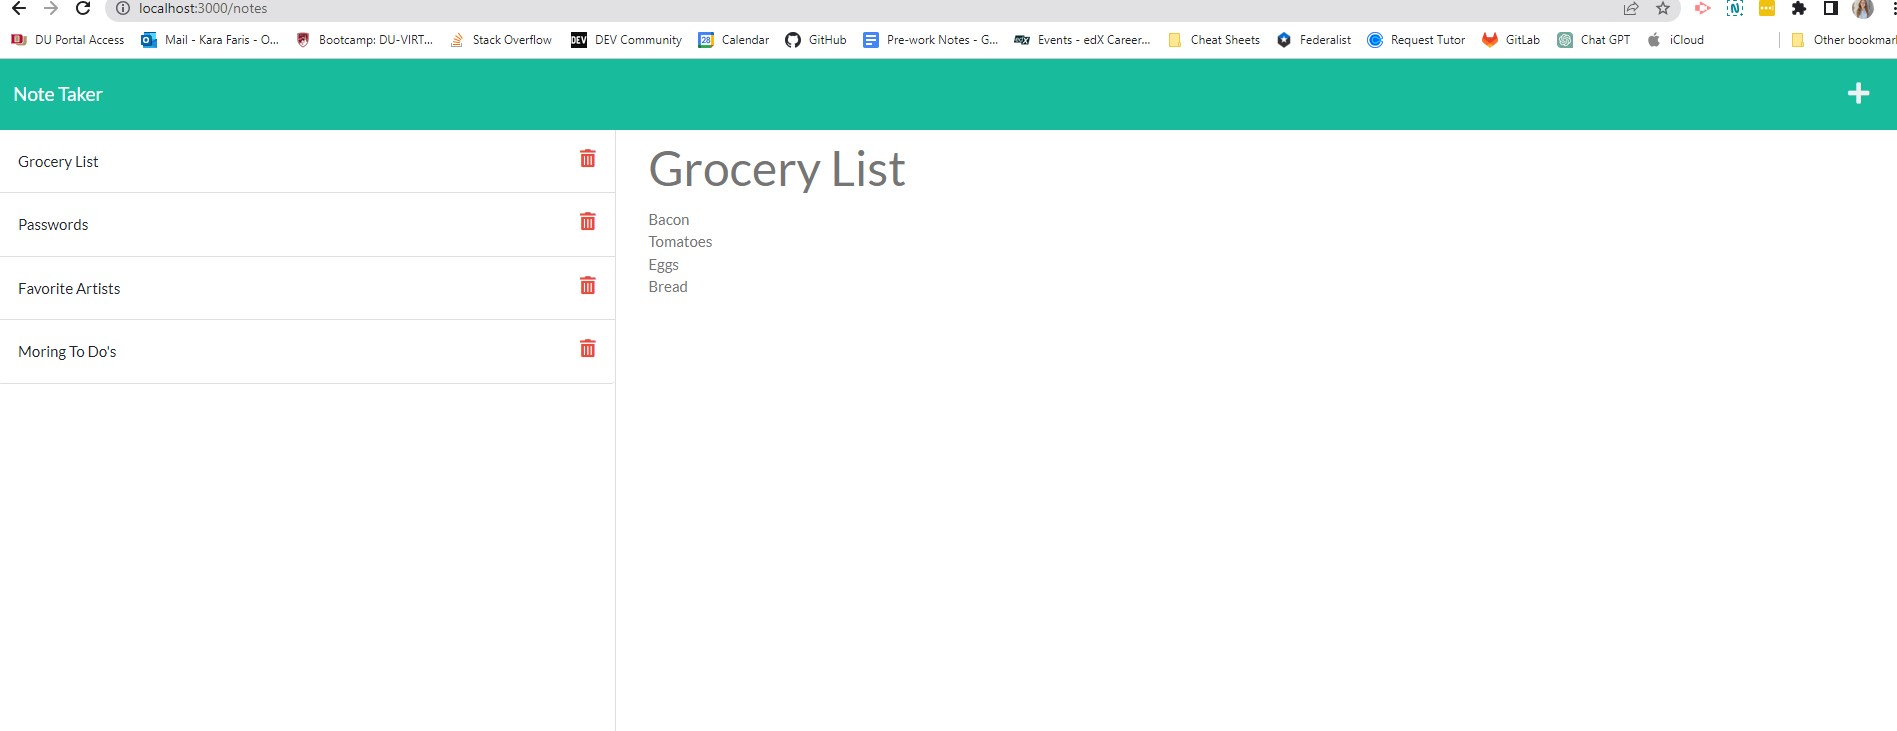 localhost:3000/notes
DU Portal Access Mail - Kara Faris - O... Bootcamp: DU-VIRT... Stack Overflow DEV DEV Community 28 Calendar GitHub Pre-work Notes - G... Events - edX Career... Cheat Sheets Federalist Request Tutor GitLab Chat GPT iCloud Other bookmar
Note Taker
Grocery List
Passwords
Favorite Artists
Moring To Do's
Grocery List
Bacon
Tomatoes
Eggs
Bread